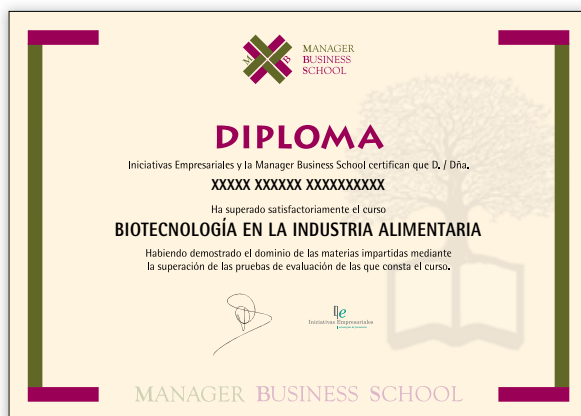 M B
MANAGER
BUSINESS
SCHOOL
DIPLOMA
Iniciativas Empresariales y la Manager Business School certifican que D. / Dña.
XXXXX XXXXXX XXXXXXXXXX
Ha superado satisfactoriamente el curso
BIOTECNOLOGÍA EN LA INDUSTRIA ALIMENTARIA
Habiendo demostrado el dominio de las materias impartidas mediante
la superación de las pruebas de evaluación de las que consta el curso.
Ie
Iniciativas Empresariales
MANAGER BUSINESS SCHOOL